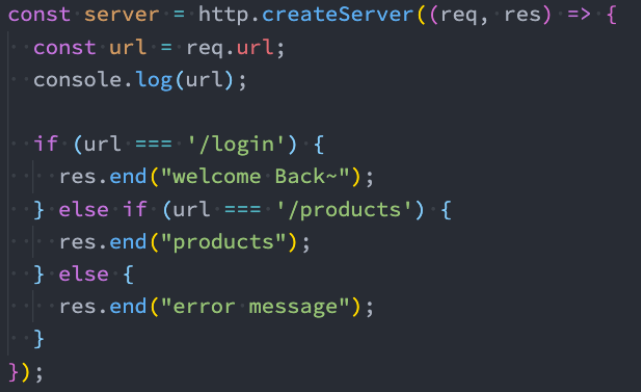 const server = http.createServer((req, res) => {
  const url = req.url;
  console.log(url);

  if (url === '/login') {
    res.end("welcome Back~");
  } else if (url === '/products') {
    res.end("products");
  } else {
    res.end("error message");
  }
});